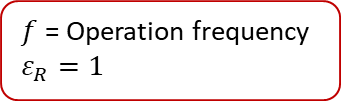 f = Operation frequency
ε_R = 1